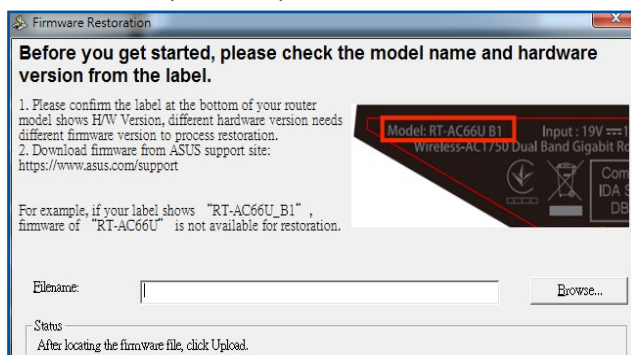 Firmware Restoration
Before you get started, please check the model name and hardware
version from the label.
1. Please confirm the label at the bottom of your router
model shows H/W Version, different hardware version needs
different firmware version to process restoration.
2. Download firmware from ASUS support site:
https://www.asus.com/support
For example, if your label shows “RT-AC66U_B1”,
firmware of “RT-AC66U” is not available for restoration.
Model: RT-AC66U B1 Input : 19V
Wireless-AC1750 Dual Band Gigabit Ro
Com
IDA S
DB
Filename:
Browse...
Status
After locating the firmware file, click Upload.